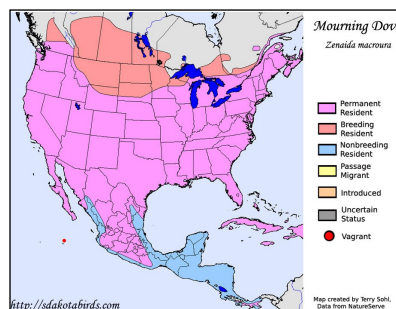 Mourning Dov
Zenaida macroura
Permanent
Resident
Breeding
Resident
Nonbreeding
Resident
Passage
Migrant
Introduced
Uncertain
Status
Vagrant
Map created by Terry Sohl,
Data from NatureServe
http://sdakotabirds.com